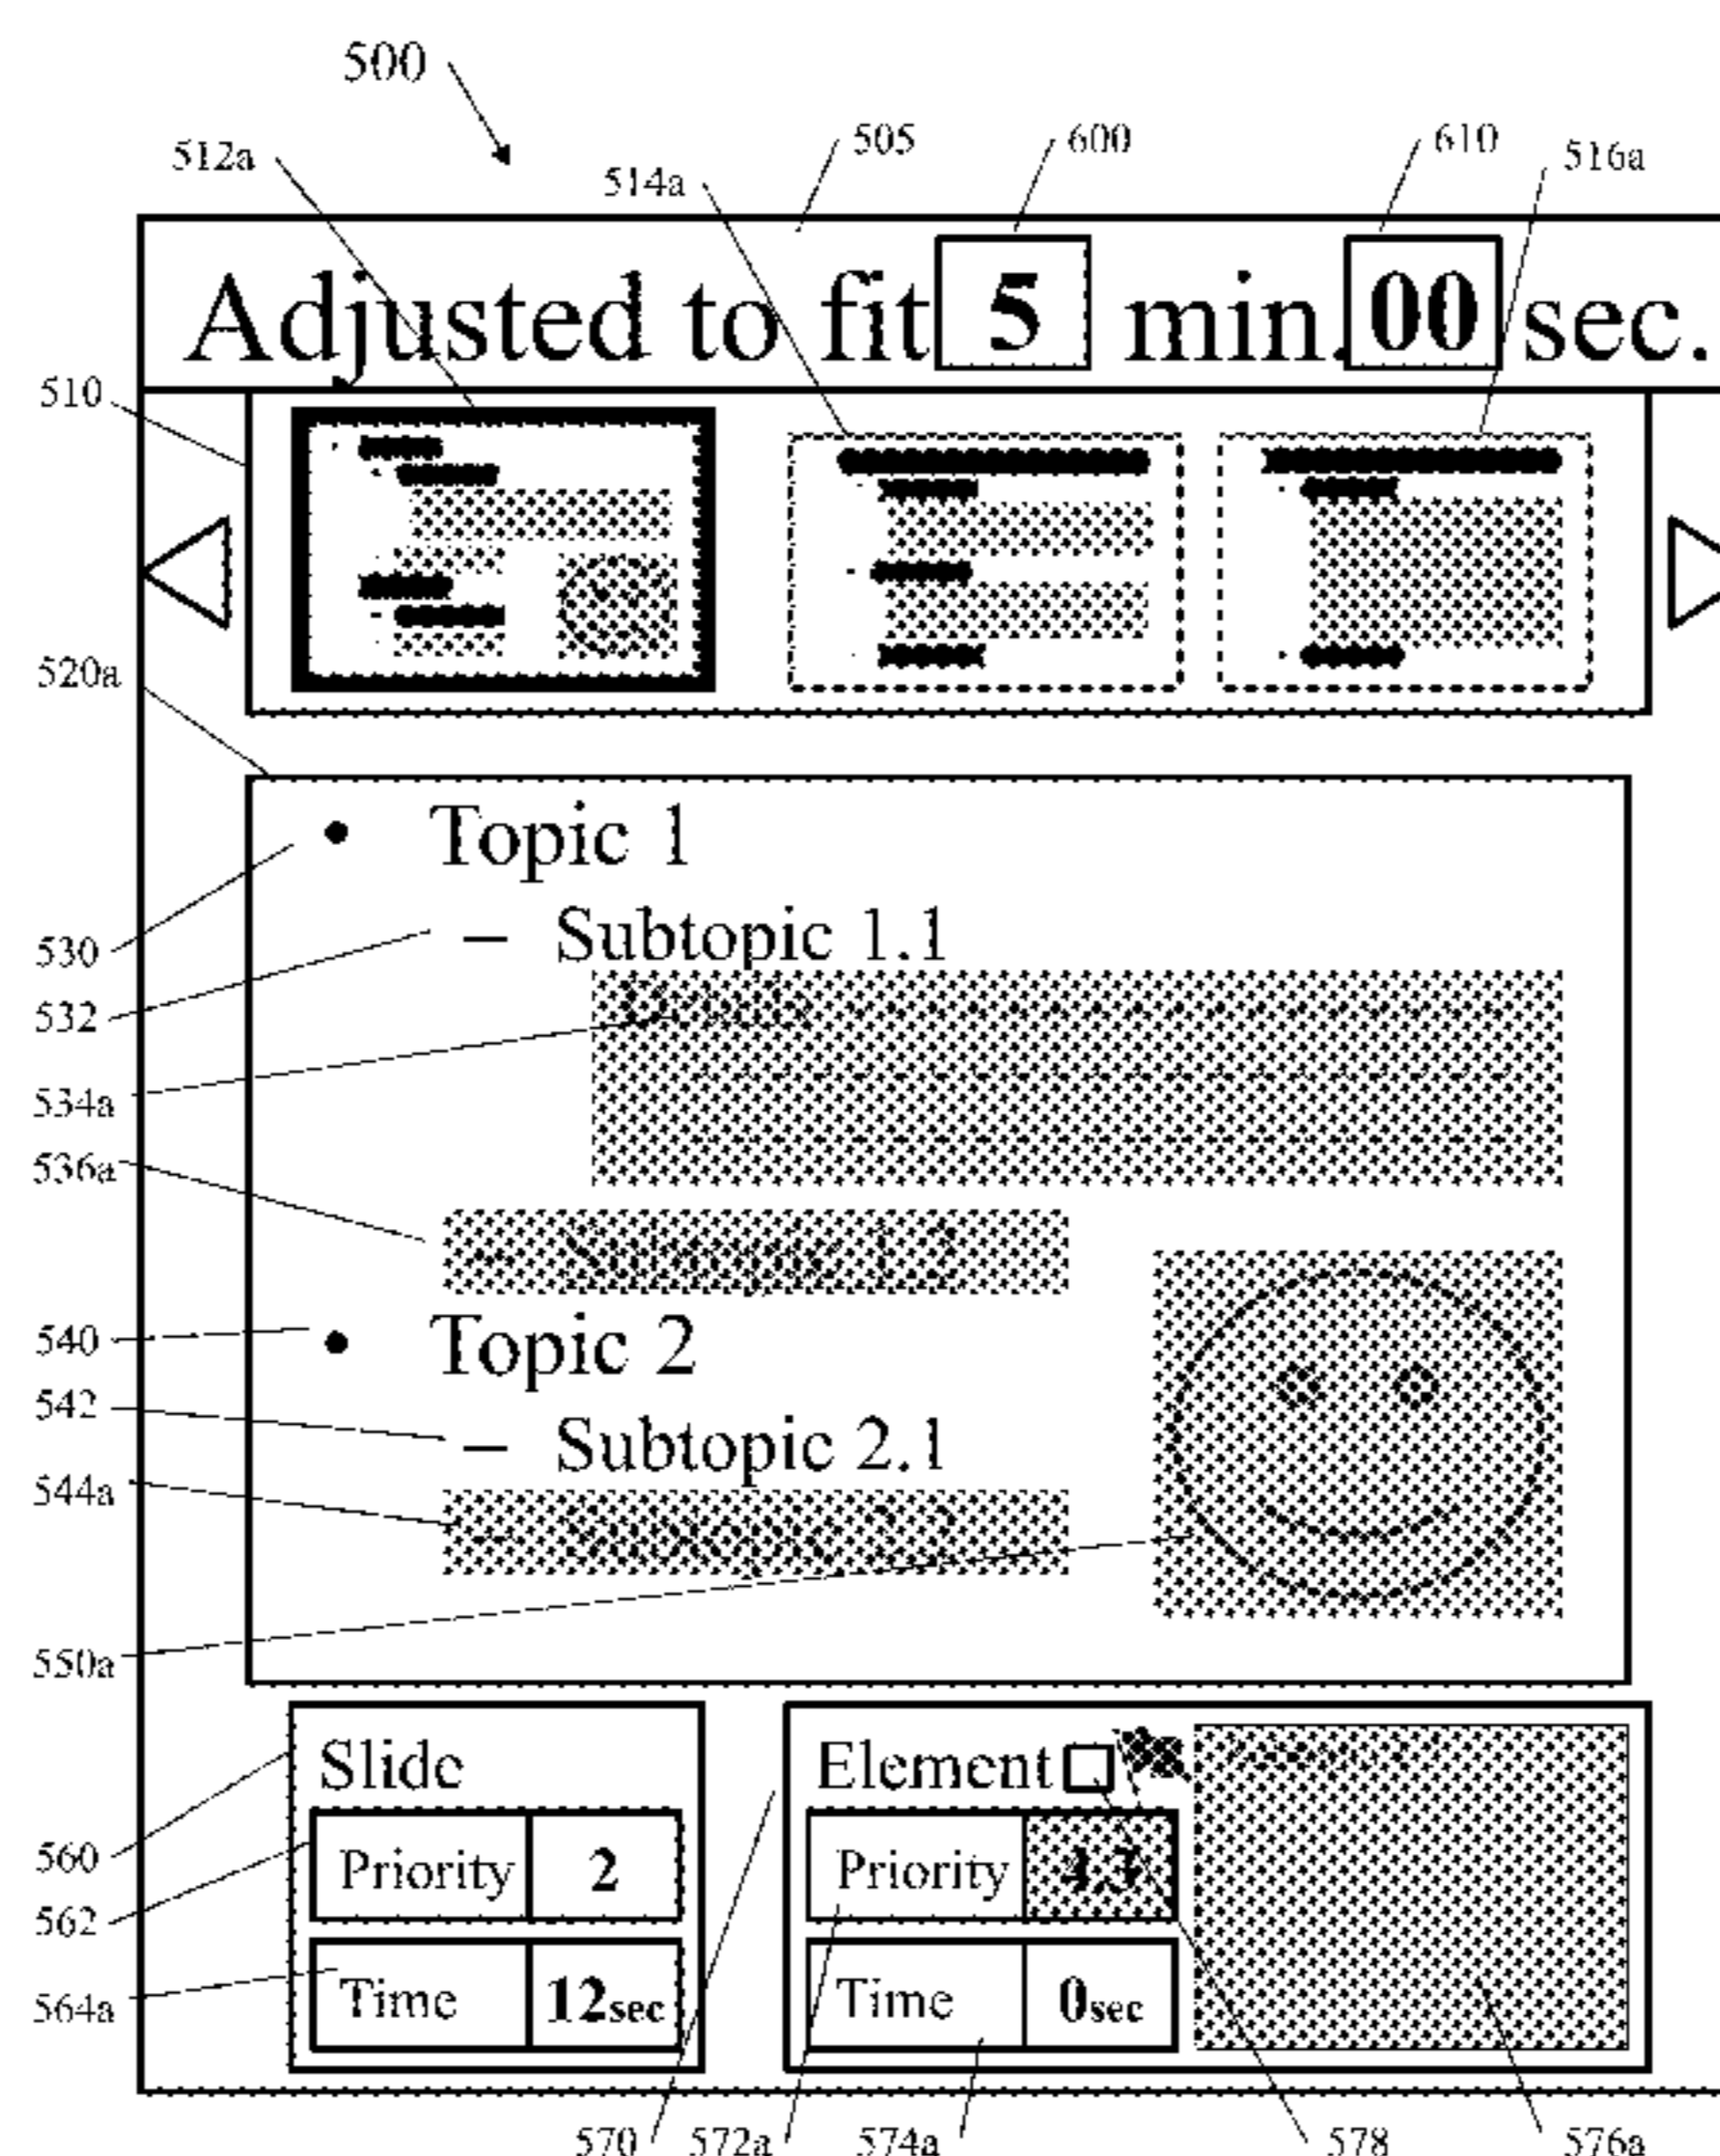 500
505
600
610
512a
514a
516a
Adjusted to fit 5 min. 00 sec.
510
520a
• Topic 1
530
– Subtopic 1.1
532
534a
536a
540
• Topic 2
542
– Subtopic 2.1
544a
550a
Slide
Element
560
Priority 2
Priority 4.3
562
564a
Time 12sec
Time 0sec
570
572a
574a
578
576a